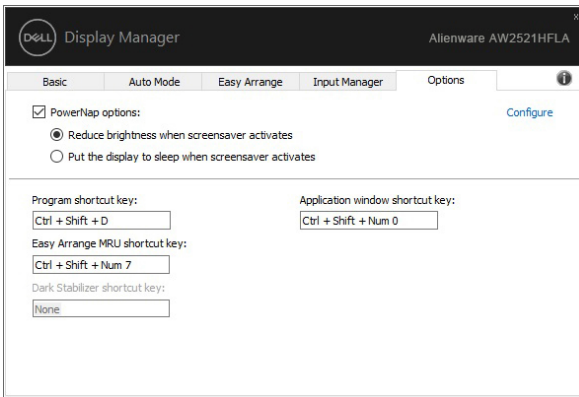 DELL Display Manager
Alienware AW2521HFLA
Basic Auto Mode Easy Arrange Input Manager Options
PowerNap options:
Configure
Reduce brightness when screensaver activates
Put the display to sleep when screensaver activates
Program shortcut key:
Application window shortcut key:
Ctrl + Shift + D
Ctrl + Shift + Num 0
Easy Arrange MRU shortcut key:
Ctrl + Shift + Num 7
Dark Stabilizer shortcut key:
None